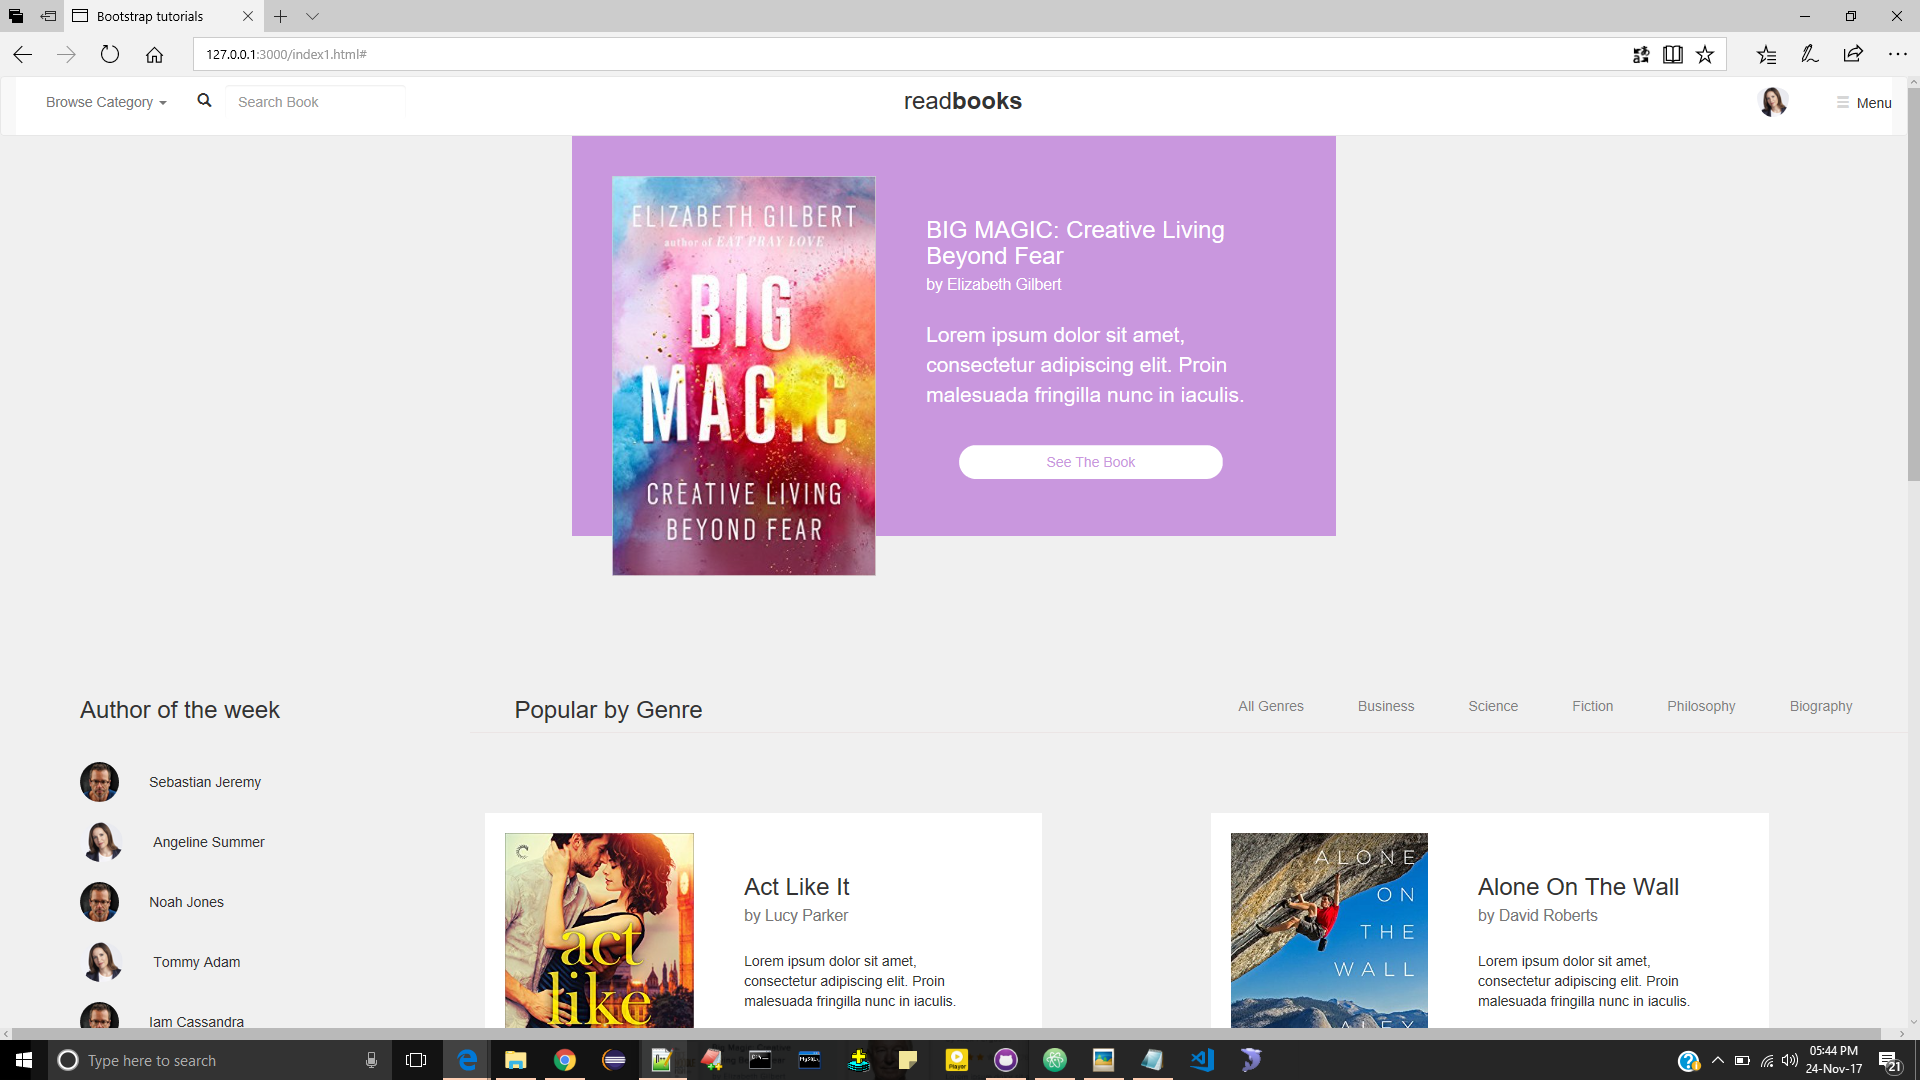 Bootstrap tutorials
127.0.0.1:3000/index1.html#
Browse Category
Search Book
readbooks
Menu
ELIZABETH GILBERT
author of EAT PRAY LOVE
BIG
MAGIC
CREATIVE LIVING
BEYOND FEAR
BIG MAGIC: Creative Living
Beyond Fear
by Elizabeth Gilbert
Lorem ipsum dolor sit amet,
consectetur adipiscing elit. Proin
malesuada fringilla nunc in iaculis.
See The Book
Author of the week
Sebastian Jeremy
Angeline Summer
Noah Jones
Tommy Adam
Iam Cassandra
Popular by Genre
All Genres
Business
Science
Fiction
Philosophy
Biography
act
like
Act Like It
by Lucy Parker
Lorem ipsum dolor sit amet,
consectetur adipiscing elit. Proin
malesuada fringilla nunc in iaculis.
ALONE
ON
THE
WALL
ALEX
Alone On The Wall
by David Roberts
Lorem ipsum dolor sit amet,
consectetur adipiscing elit. Proin
malesuada fringilla nunc in iaculis.
Type here to search
Player
05:44 PM
24-Nov-17
21